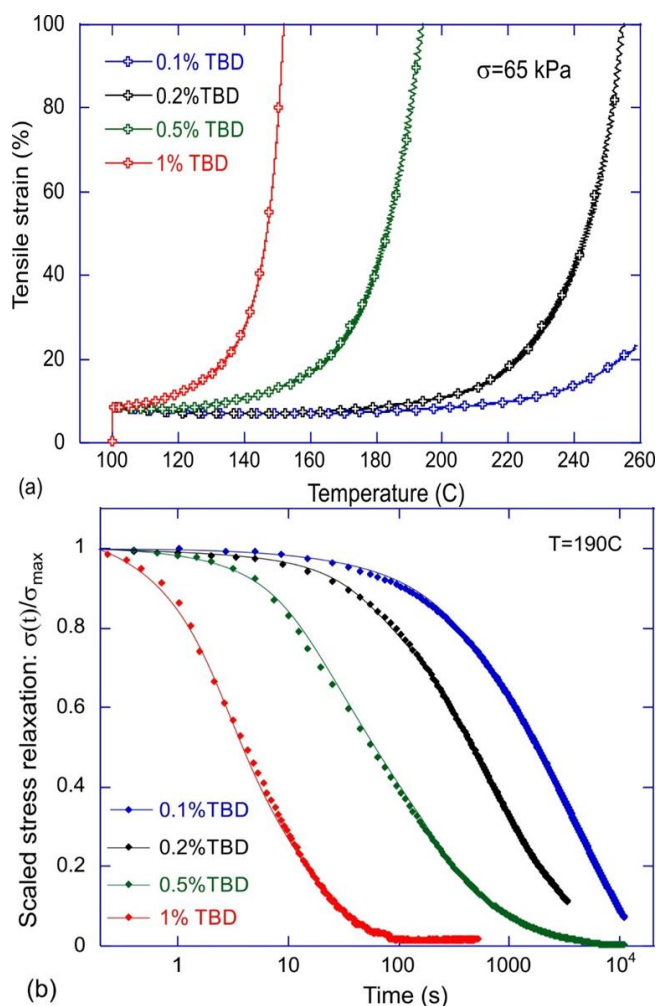 100
80
60
40
20
0
Tensile strain (%)
0.1% TBD
0.2%TBD
0.5% TBD
1% TBD
σ=65 kPa
100 120 140 160 180 200 220 240 260
Temperature (C)
(a)
1
0.8
0.6
0.4
0.2
0
Scaled stress relaxation: σ(t)/σmax
T=190C
0.1%TBD
0.2%TBD
0.5%TBD
1% TBD
1 10 100 1000 10⁴
Time (s)
(b)